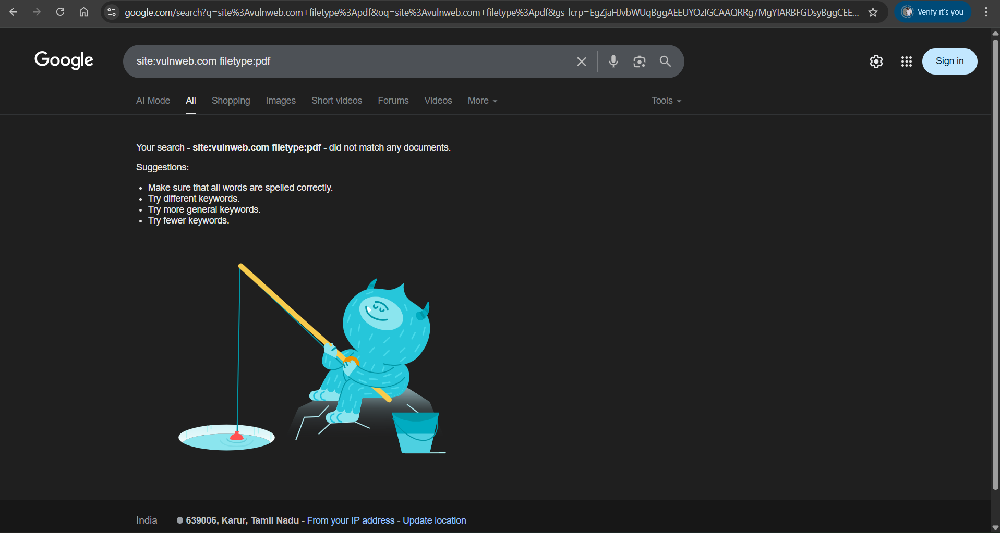 google.com/search?q=site%3Avulnweb.com+filetype%3Apdf&oq=site%3Avulnweb.com+filetype%3Apdf&gs_lcrp=EgZjaHJvbWUqBggAEEUYOzIGCAAQRRg7MgYIARBFGDsyBggCEE...
Verify it's you
Google
site:vulnweb.com filetype:pdf
Sign in
AI Mode All Shopping Images Short videos Forums Videos More Tools
Your search - site:vulnweb.com filetype:pdf - did not match any documents.
Suggestions:
• Make sure that all words are spelled correctly.
• Try different keywords.
• Try more general keywords.
• Try fewer keywords.
India
639006, Karur, Tamil Nadu - From your IP address - Update location